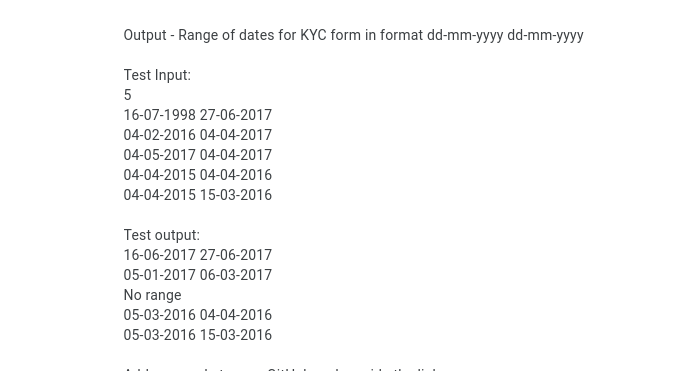 Output - Range of dates for KYC form in format dd-mm-yyyy dd-mm-yyyy
Test Input:
5
16-07-1998 27-06-2017
04-02-2016 04-04-2017
04-05-2017 04-04-2017
04-04-2015 04-04-2016
04-04-2015 15-03-2016
Test output:
16-06-2017 27-06-2017
05-01-2017 06-03-2017
No range
05-03-2016 04-04-2016
05-03-2016 15-03-2016